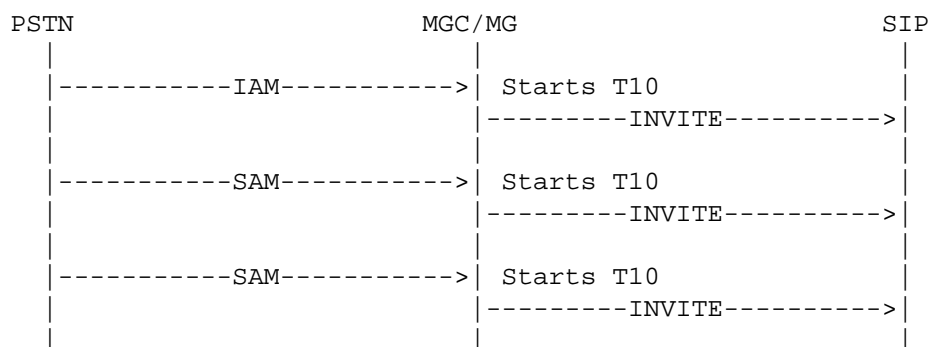 PSTN                      MGC/MG                          SIP
  |                          |                             |
  |-----------IAM----------->| Starts T10                  |
  |                          |---------INVITE---------->|
  |                          |                             |
  |-----------SAM----------->| Starts T10                  |
  |                          |---------INVITE---------->|
  |                          |                             |
  |-----------SAM----------->| Starts T10                  |
  |                          |---------INVITE---------->|
  |                          |                             |